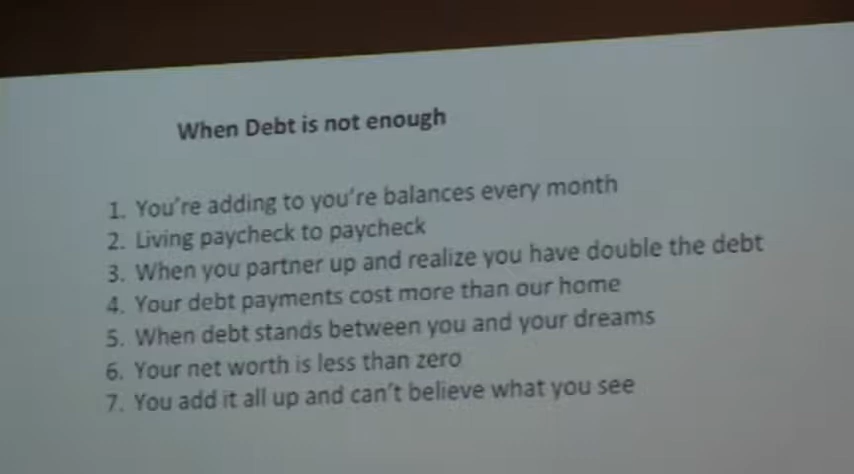 When Debt is not enough
1. You're adding to you're balances every month
2. Living paycheck to paycheck
3. When you partner up and realize you have double the debt
4. Your debt payments cost more than our home
5. When debt stands between you and your dreams
6. Your net worth is less than zero
7. You add it all up and can't believe what you see